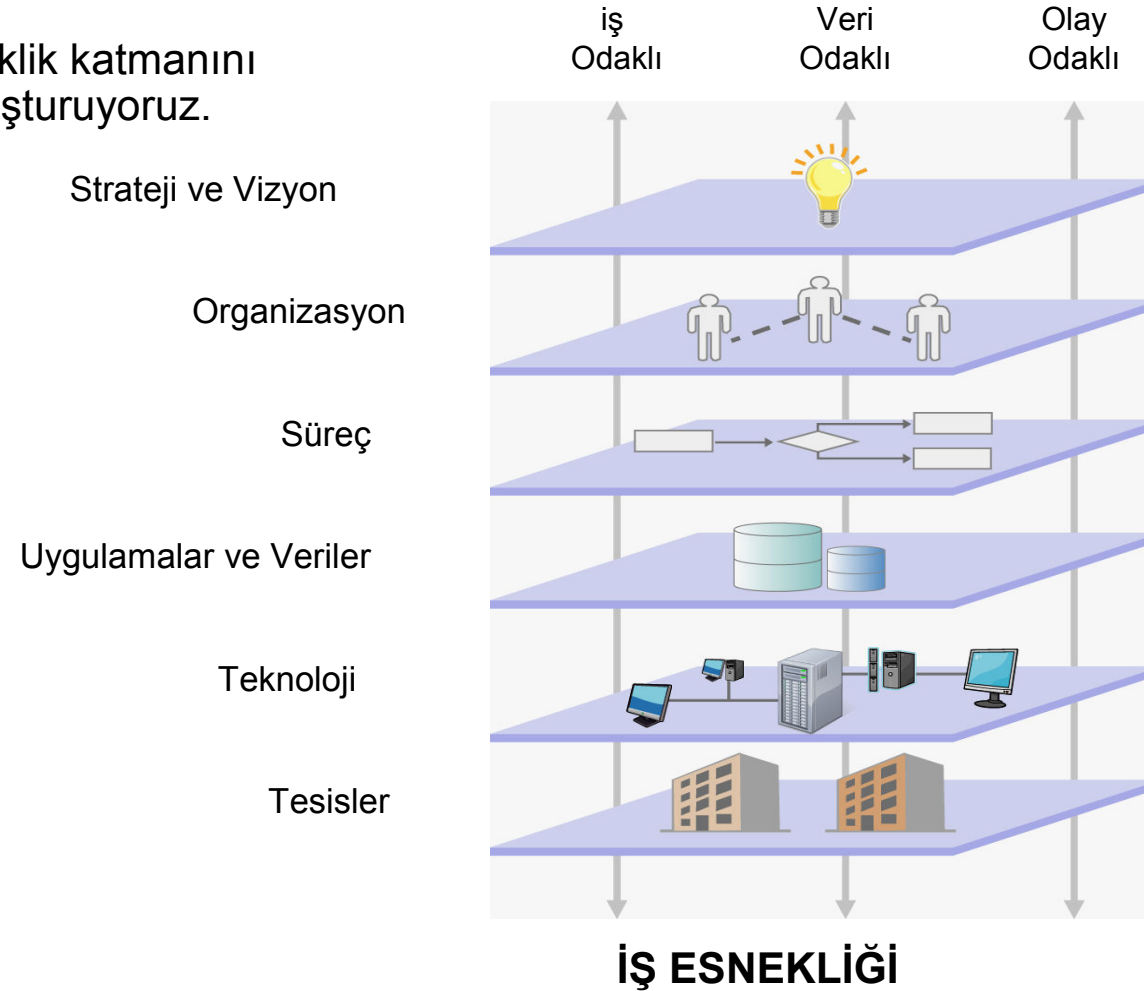 klik katmanını
şturuyoruz.
iş
Odaklı
Veri
Odaklı
Olay
Odaklı
Strateji ve Vizyon
Organizasyon
Süreç
Uygulamalar ve Veriler
Teknoloji
Tesisler
İŞ ESNEKLİĞİ